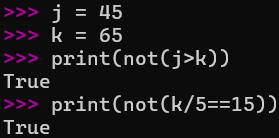 >>> j = 45
>>> k = 65
>>> print(not(j>k))
True
>>> print(not(k/5==15))
True